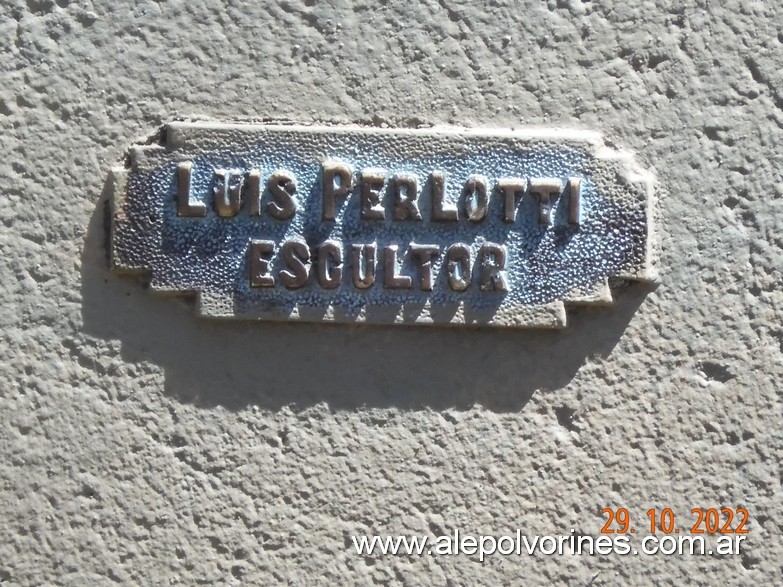 LUIS PERLOTTI
ESCULTOR
29.10.2022
www.alepolvorines.com.ar